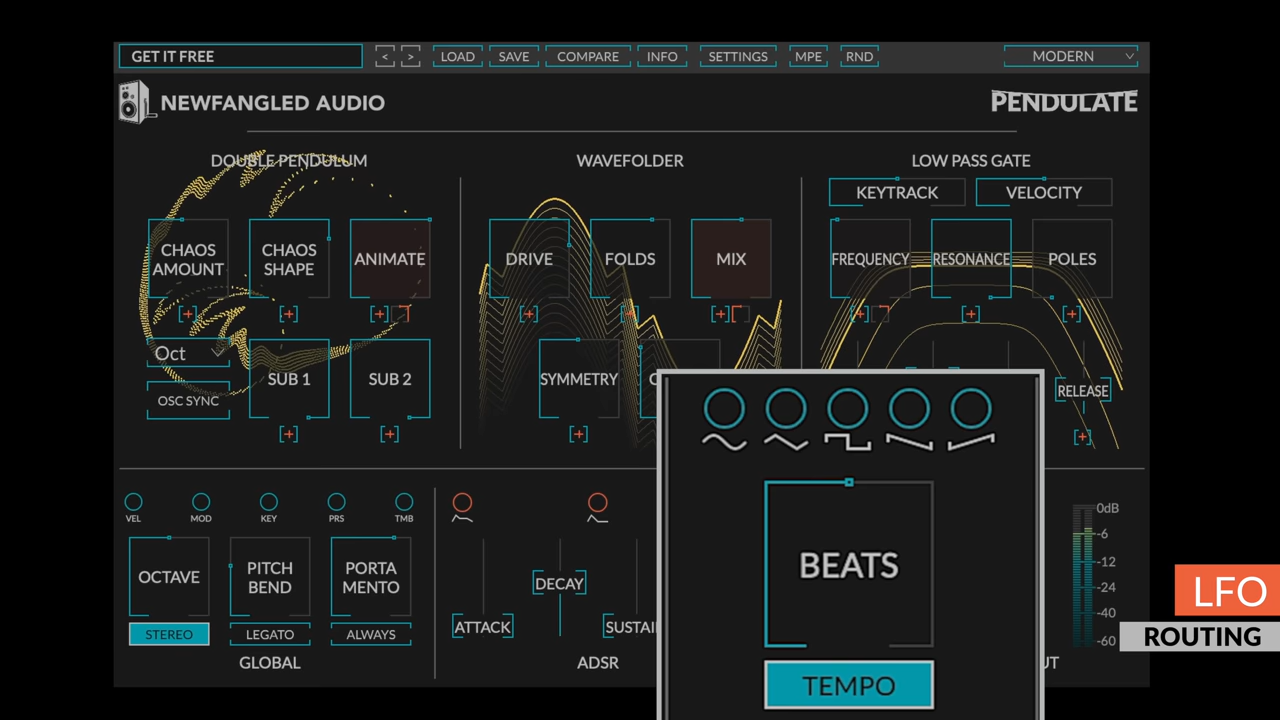 GET IT FREE
< >
LOAD
SAVE
COMPARE
INFO
SETTINGS
MPE
RND
MODERN
NEWFANGLED AUDIO
PENDULATE
DOUBLE PENDULUM
WAVEFOLDER
LOW PASS GATE
KEYTRACK
VELOCITY
CHAOS
AMOUNT
CHAOS
SHAPE
ANIMATE
DRIVE
FOLDS
MIX
FREQUENCY
RESONANCE
POLES
Oct
OSC SYNC
SUB 1
SUB 2
SYMMETRY
RELEASE
VEL
MOD
KEY
PRS
TMB
OCTAVE
PITCH
BEND
PORTA
MENTO
STEREO
LEGATO
ALWAYS
GLOBAL
ATTACK
DECAY
SUSTAI
ADSR
BEATS
TEMPO
0dB
-6
-12
-24
-40
-60
UT
LFO
ROUTING